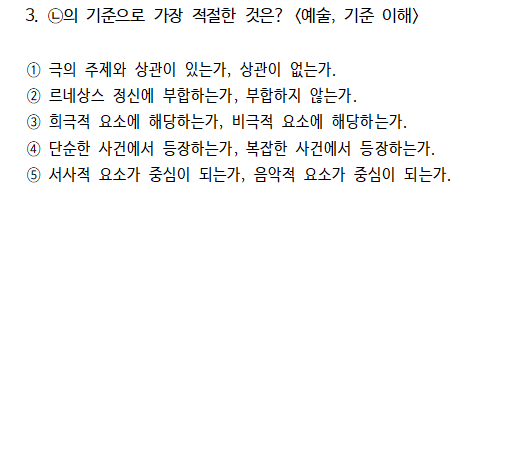 3. ㉡의 기준으로 가장 적절한 것은? <예술, 기준 이해>
① 극의 주제와 상관이 있는가, 상관이 없는가.
② 르네상스 정신에 부합하는가, 부합하지 않는가.
③ 희극적 요소에 해당하는가, 비극적 요소에 해당하는가.
④ 단순한 사건에서 등장하는가, 복잡한 사건에서 등장하는가.
⑤ 서사적 요소가 중심이 되는가, 음악적 요소가 중심이 되는가.